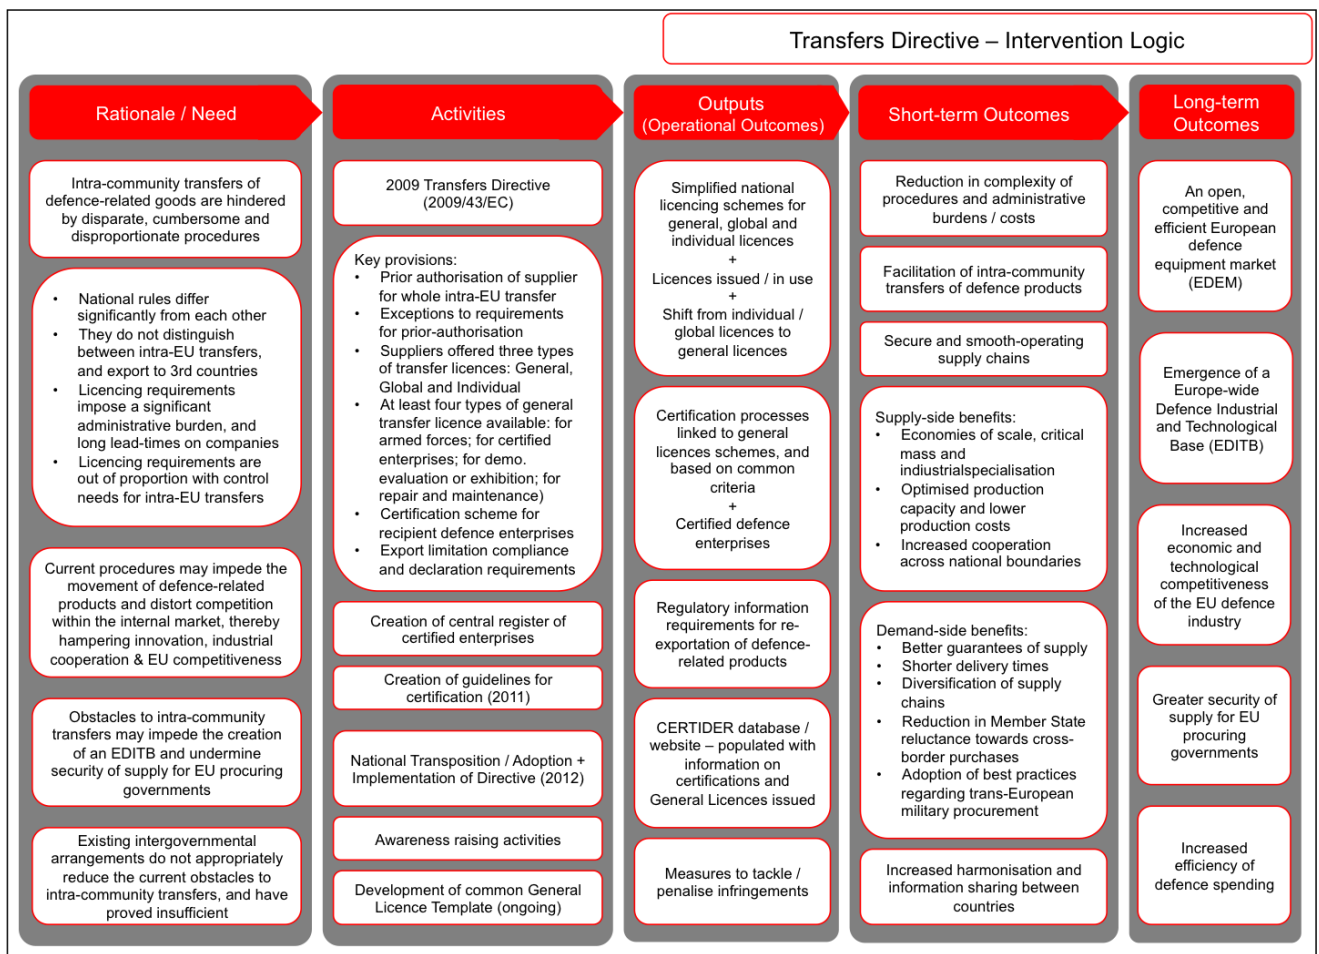 Transfers Directive – Intervention Logic
Rationale / Need
Intra-community transfers of
defence-related goods are hindered
by disparate, cumbersome and
disproportionate procedures
• National rules differ
significantly from each other
• They do not distinguish
between intra-EU transfers,
and export to 3rd countries
• Licencing requirements
impose a significant
administrative burden, and
long lead-times on companies
• Licencing requirements are
out of proportion with control
needs for intra-EU transfers
Current procedures may impede the
movement of defence-related
products and distort competition
within the internal market, thereby
hampering innovation, industrial
cooperation & EU competitiveness
Obstacles to intra-community
transfers may impede the creation
of an EDITB and undermine
security of supply for EU procuring
governments
Existing intergovernmental
arrangements do not appropriately
reduce the current obstacles to
intra-community transfers, and have
proved insufficient
Activities
2009 Transfers Directive
(2009/43/EC)
Key provisions:
• Prior authorisation of supplier
for whole intra-EU transfer
• Exceptions to requirements
for prior-authorisation
• Suppliers offered three types
of transfer licences: General,
Global and Individual
• At least four types of general
transfer licence available: for
armed forces; for certified
enterprises; for demo.
evaluation or exhibition; for
repair and maintenance)
• Certification scheme for
recipient defence enterprises
• Export limitation compliance
and declaration requirements
Creation of central register of
certified enterprises
Creation of guidelines for
certification (2011)
National Transposition / Adoption +
Implementation of Directive (2012)
Awareness raising activities
Development of common General
Licence Template (ongoing)
Outputs
(Operational Outcomes)
Simplified national
licencing schemes for
general, global and
individual licences
+
Licences issued / in use
+
Shift from individual /
global licences to
general licences
Certification processes
linked to general
licences schemes, and
based on common
criteria
+
Certified defence
enterprises
Regulatory information
requirements for re-
exportation of defence-
related products
CERTIDER database /
website – populated with
information on
certifications and
General Licences issued
Measures to tackle /
penalise infringements
Short-term Outcomes
Reduction in complexity of
procedures and administrative
burdens / costs
Facilitation of intra-community
transfers of defence products
Secure and smooth-operating
supply chains
Supply-side benefits:
• Economies of scale, critical
mass and
industrialspecialisation
• Optimised production
capacity and lower
production costs
• Increased cooperation
across national boundaries
Demand-side benefits:
• Better guarantees of supply
• Shorter delivery times
• Diversification of supply
chains
• Reduction in Member State
reluctance towards cross-
border purchases
• Adoption of best practices
regarding trans-European
military procurement
Increased harmonisation and
information sharing between
countries
Long-term
Outcomes
An open,
competitive and
efficient European
defence
equipment market
(EDEM)
Emergence of a
Europe-wide
Defence Industrial
and Technological
Base (EDITB)
Increased
economic and
technological
competitiveness
of the EU defence
industry
Greater security of
supply for EU
procuring
governments
Increased
efficiency of
defence spending